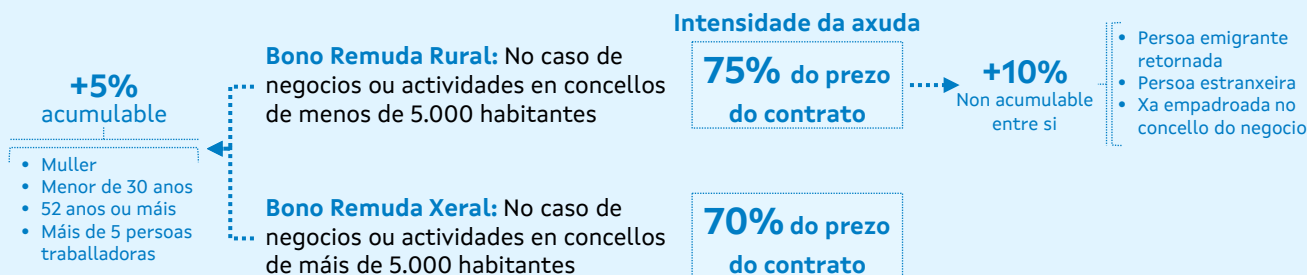 +5%
acumulable
• Muller
• Menor de 30 anos
• 52 anos ou máis
• Máis de 5 persoas
traballadoras
Bono Remuda Rural: No caso de
negocios ou actividades en concellos
de menos de 5.000 habitantes
Bono Remuda Xeral: No caso de
negocios ou actividades en concellos
de máis de 5.000 habitantes
Intensidade da axuda
75% do prezo
do contrato
70% do prezo
do contrato
+10%
Non acumulable
entre si
• Persoa emigrante
retornada
• Persoa estranxeira
• Xa empadroada no
concello do negocio